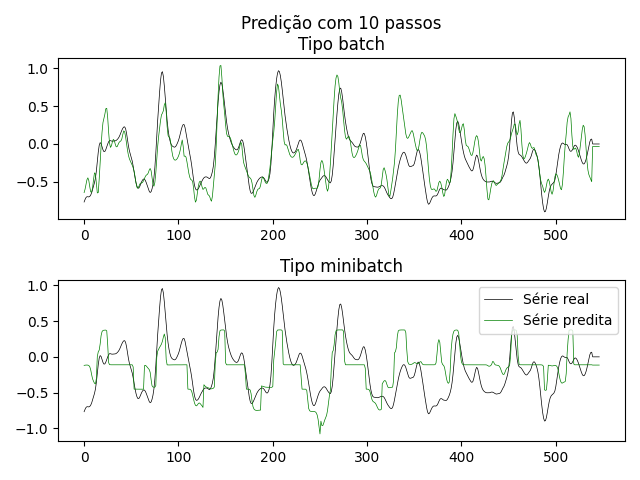 Predição com 10 passos
Tipo batch
1.0
0.5
0.0
−0.5
0 100 200 300 400 500
Tipo minibatch
1.0
0.5
0.0
−0.5
−1.0
Série real
Série predita
0 100 200 300 400 500